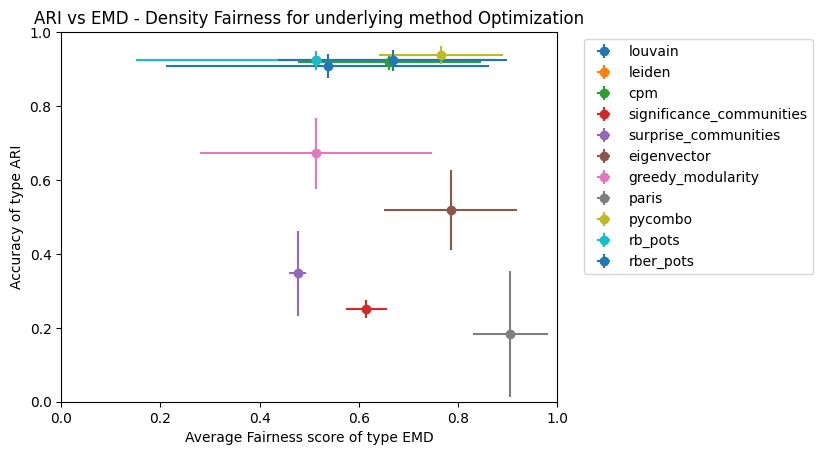 ARI vs EMD - Density Fairness for underlying method Optimization
1.0
0.8
0.6
0.4
0.2
0.0
Accuracy of type ARI
0.0 0.2 0.4 0.6 0.8 1.0
Average Fairness score of type EMD
louvain
leiden
cpm
significance_communities
surprise_communities
eigenvector
greedy_modularity
paris
pycombo
rb_pots
rber_pots